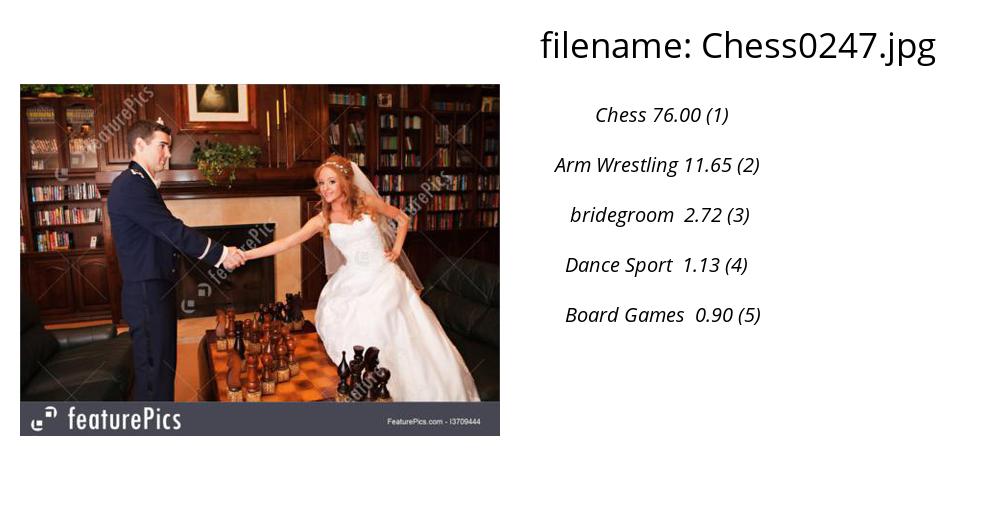 filename: Chess0247.jpg
Chess 76.00 (1)
Arm Wrestling 11.65 (2)
bridegroom 2.72 (3)
Dance Sport 1.13 (4)
Board Games 0.90 (5)
featurePics
featurePics
featurePics
featurePics
featurePics
featurePics
FeaturePics.com - I3709444